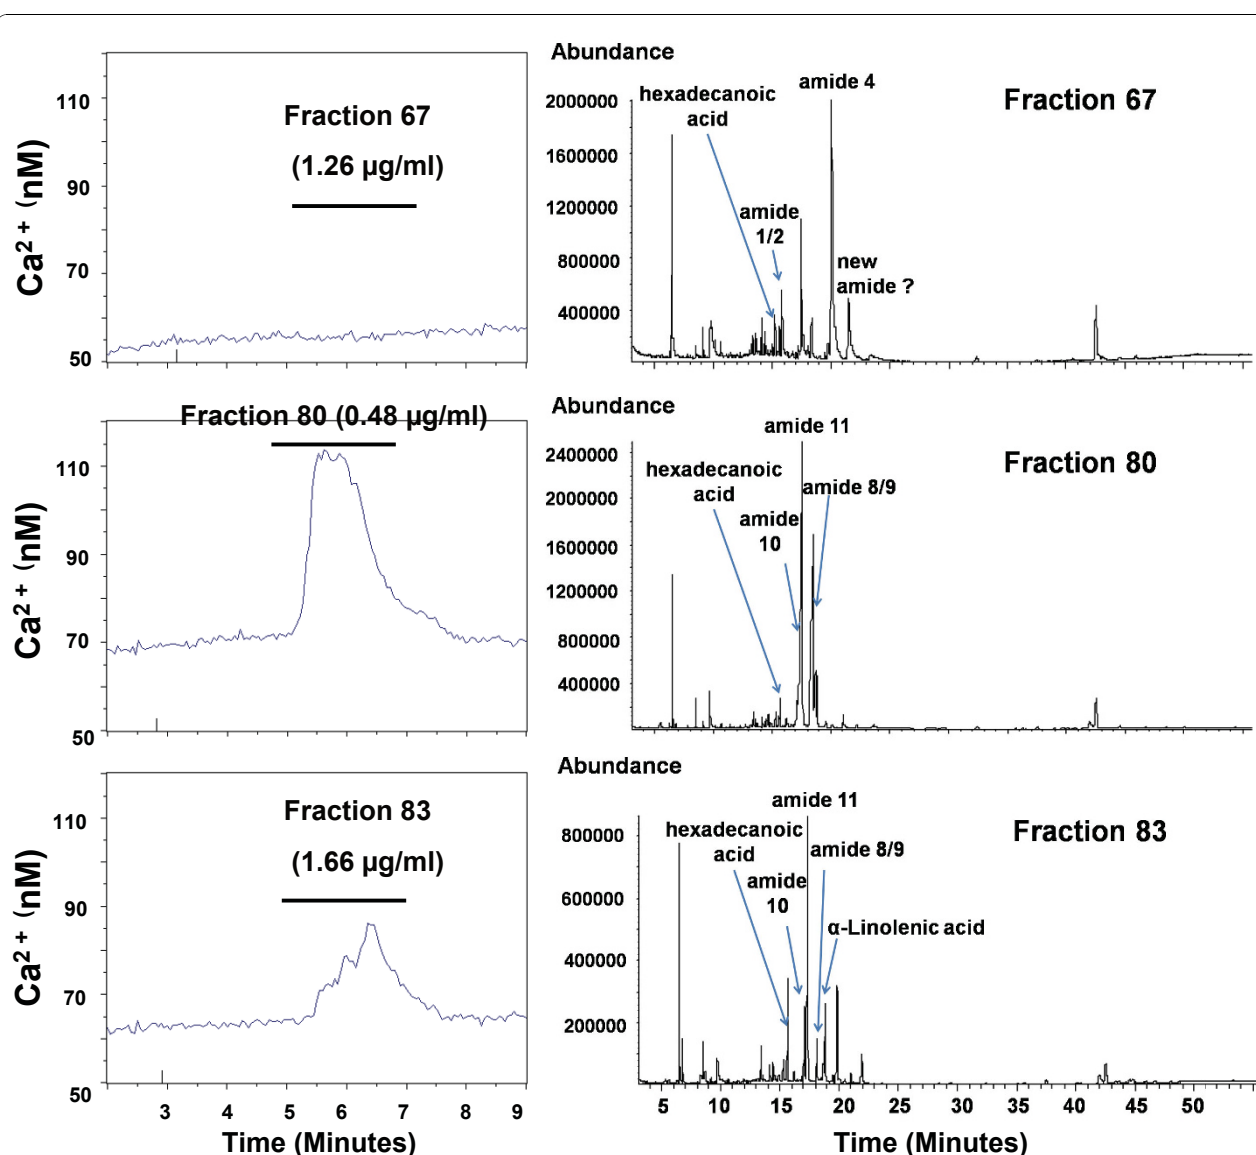 Fraction 67
(1.26 µg/ml)
110
90
70
50
Ca2+ (nM)
Abundance
2000000
1600000
1200000
800000
400000
hexadecanoic
acid
amide
1/2
amide 4
new
amide ?
Fraction 67
Fraction 80 (0.48 µg/ml)
110
90
70
50
Ca2+ (nM)
Abundance
2400000
2000000
1600000
1200000
800000
400000
amide 11
hexadecanoic
acid
amide
10
amide 8/9
Fraction 80
Fraction 83
(1.66 µg/ml)
110
90
70
50
Ca2+ (nM)
3 4 5 6 7 8 9
Time (Minutes)
Abundance
800000
600000
400000
200000
amide 11
hexadecanoic
acid
amide
10
amide 8/9
α-Linolenic acid
Fraction 83
5 10 15 20 25 30 35 40 45 50
Time (Minutes)